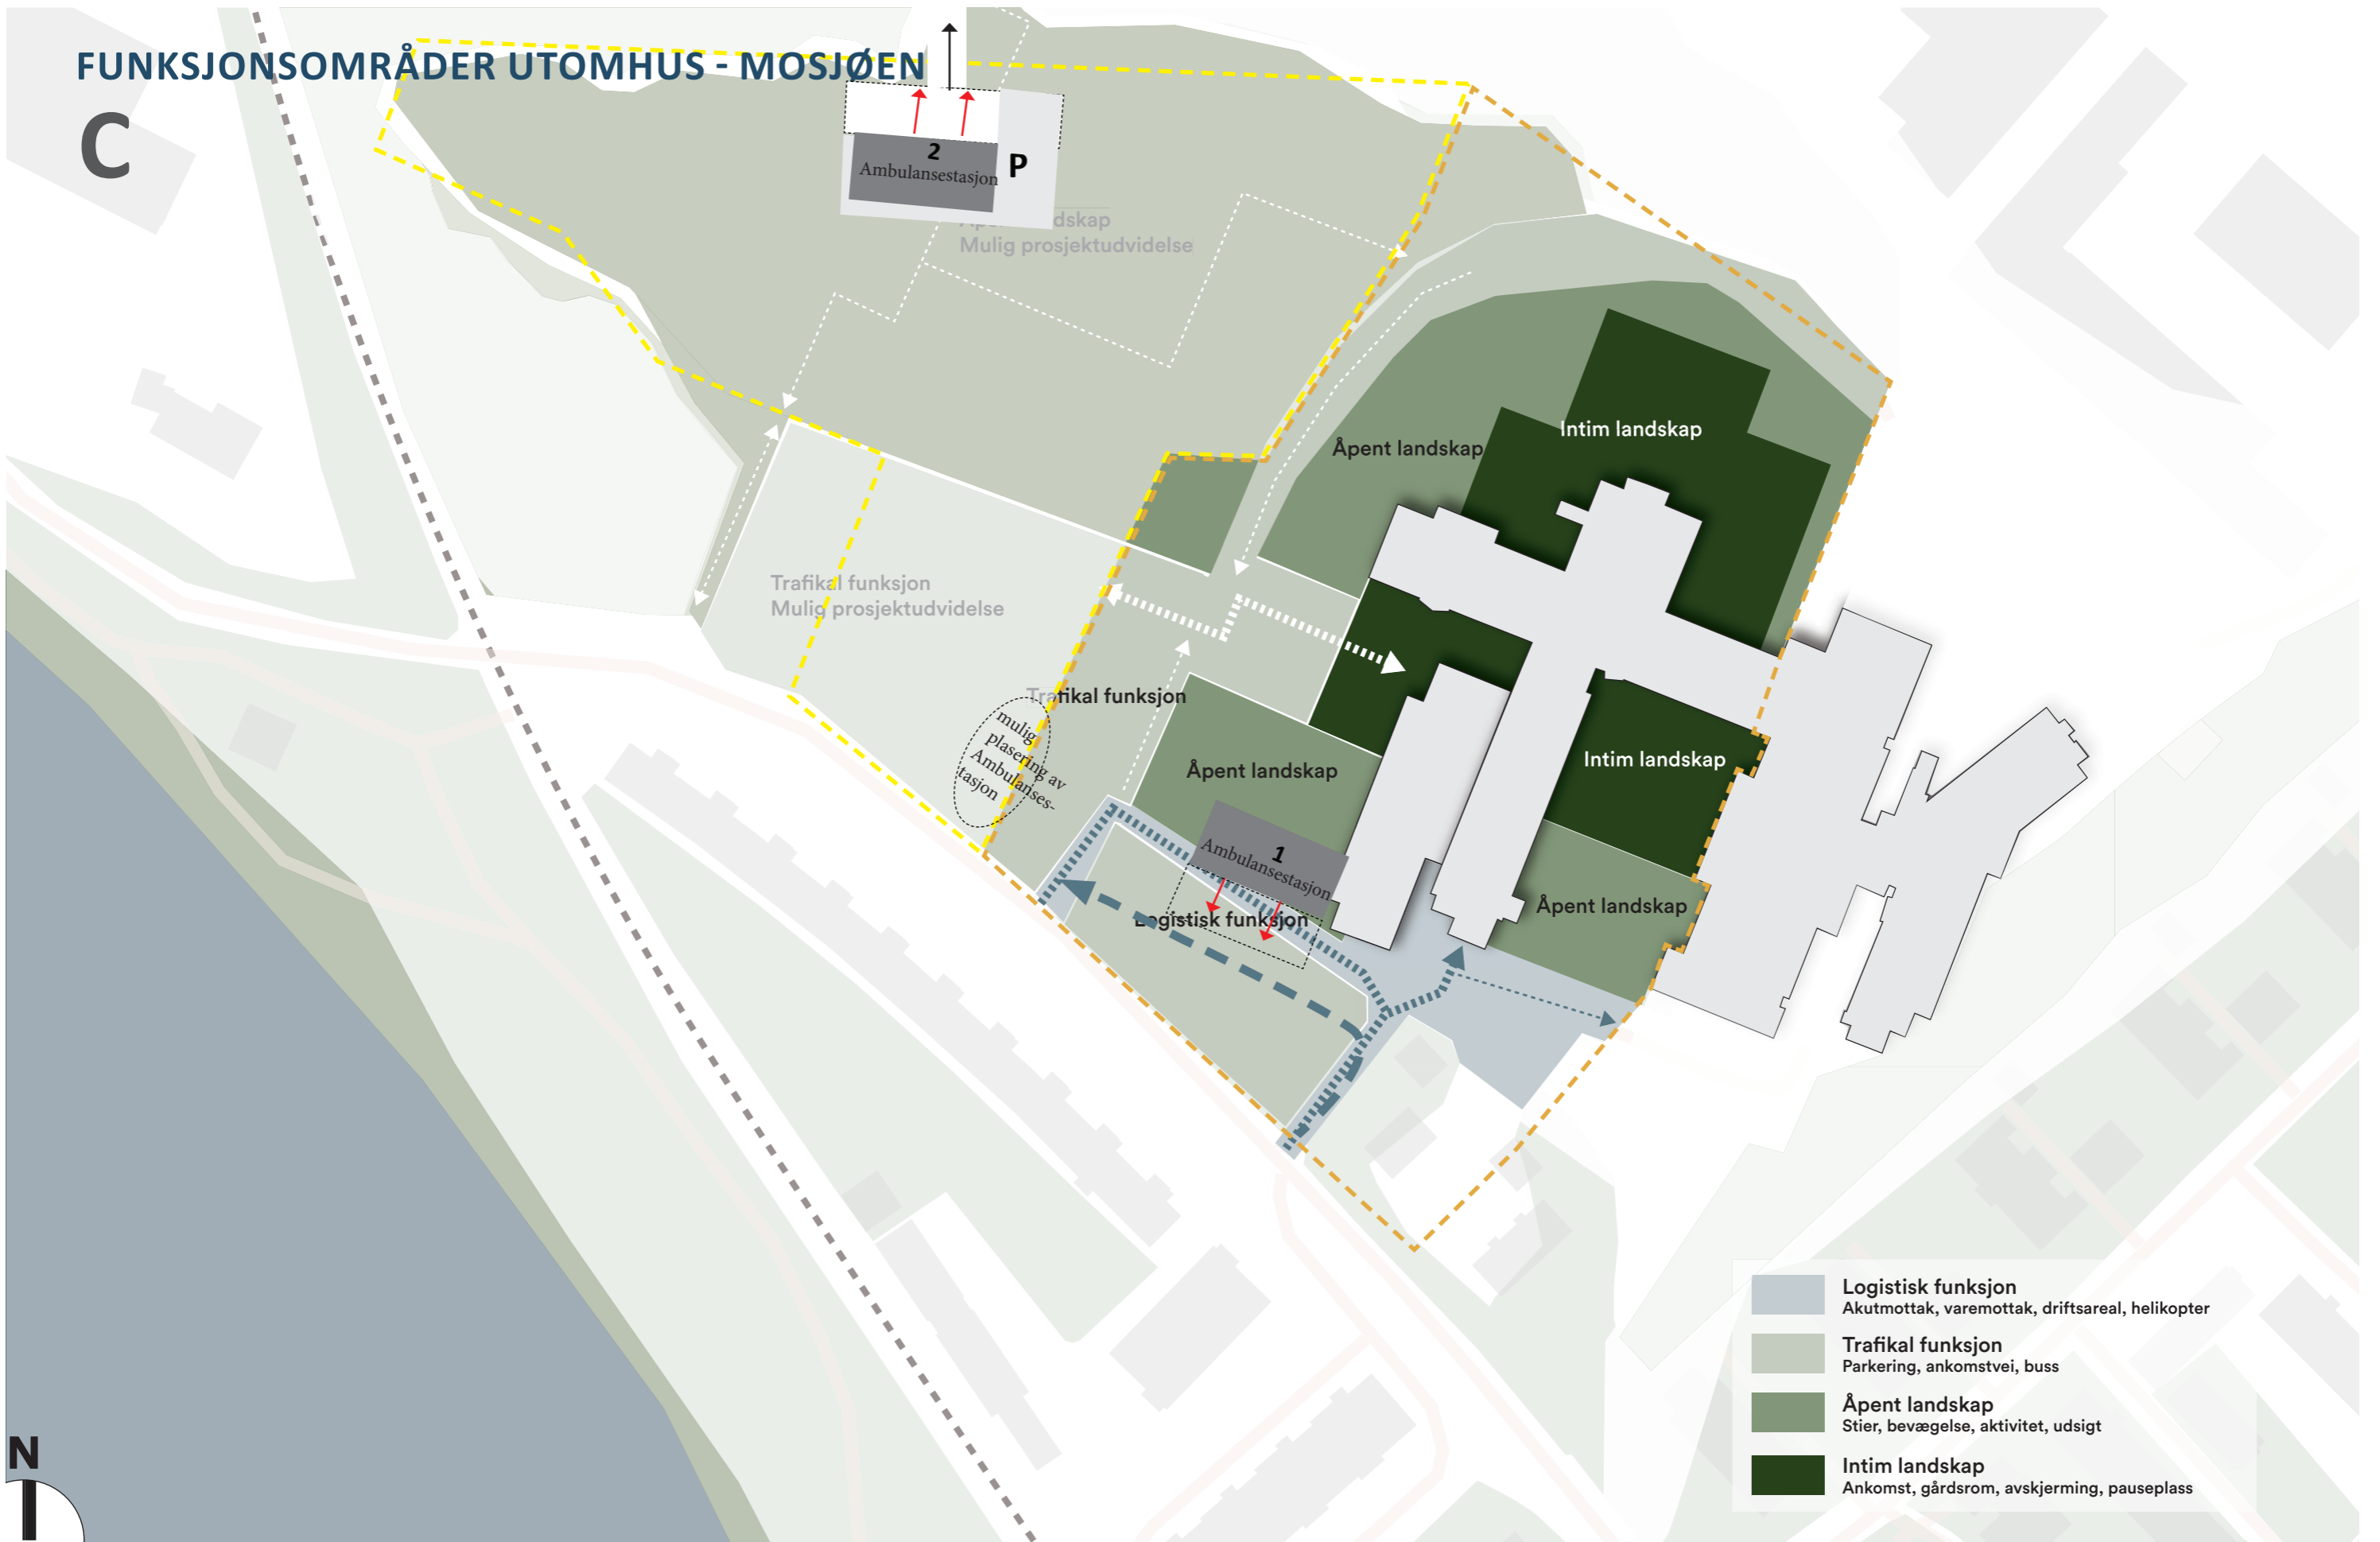 FUNKSJONSOMRÅDER UTOMHUS - MOSJØEN
C
2
Ambulansestasjon
P
dskap
Mulig prosjektudvidelse
Intim landskap
Åpent landskap
Trafikal funksjon
Mulig prosjektudvidelse
Trafikal funksjon
mulig
plasering av
Ambulanses-
tasjon
Åpent landskap
Intim landskap
1
Ambulansestasjon
Logistisk funksjon
Åpent landskap
Logistisk funksjon
Akutmottak, varemottak, driftsareal, helikopter
Trafikal funksjon
Parkering, ankomstvei, buss
Åpent landskap
Stier, bevægelse, aktivitet, udsigt
Intim landskap
Ankomst, gårdsrom, avskjerming, pauseplass
N